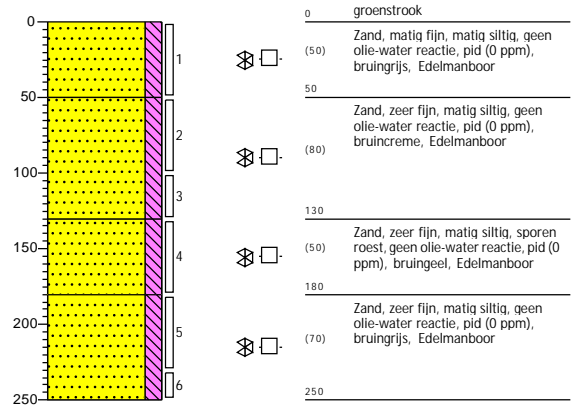 0
50
100
150
200
250
1
2
3
4
5
6
0 groenstrook
Zand, matig fijn, matig siltig, geen
(50) olie-water reactie, pid (0 ppm),
bruingrijs, Edelmanboor
50
Zand, zeer fijn, matig siltig, geen
olie-water reactie, pid (0 ppm),
(80) bruincreme, Edelmanboor
130
Zand, zeer fijn, matig siltig, sporen
(50) roest, geen olie-water reactie, pid (0
ppm), bruingeel, Edelmanboor
180
Zand, zeer fijn, matig siltig, geen
olie-water reactie, pid (0 ppm),
(70) bruingrijs, Edelmanboor
250